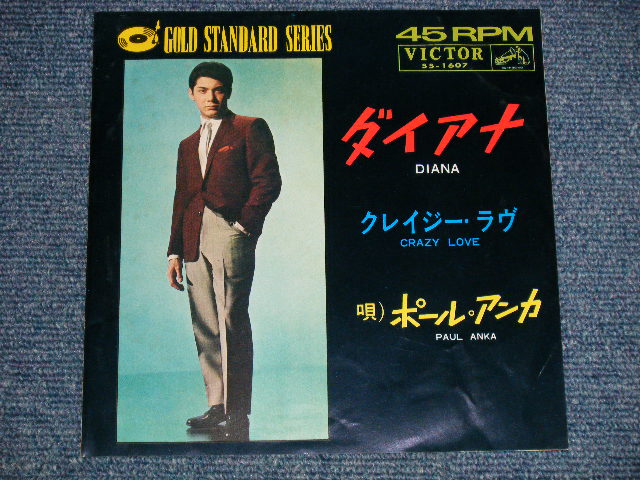 GOLD STANDARD SERIES
45 RPM
VICTOR
SS-1607
ダイアナ
DIANA
クレイジー・ラヴ
CRAZY LOVE
唄)ポール・アンカ
PAUL ANKA